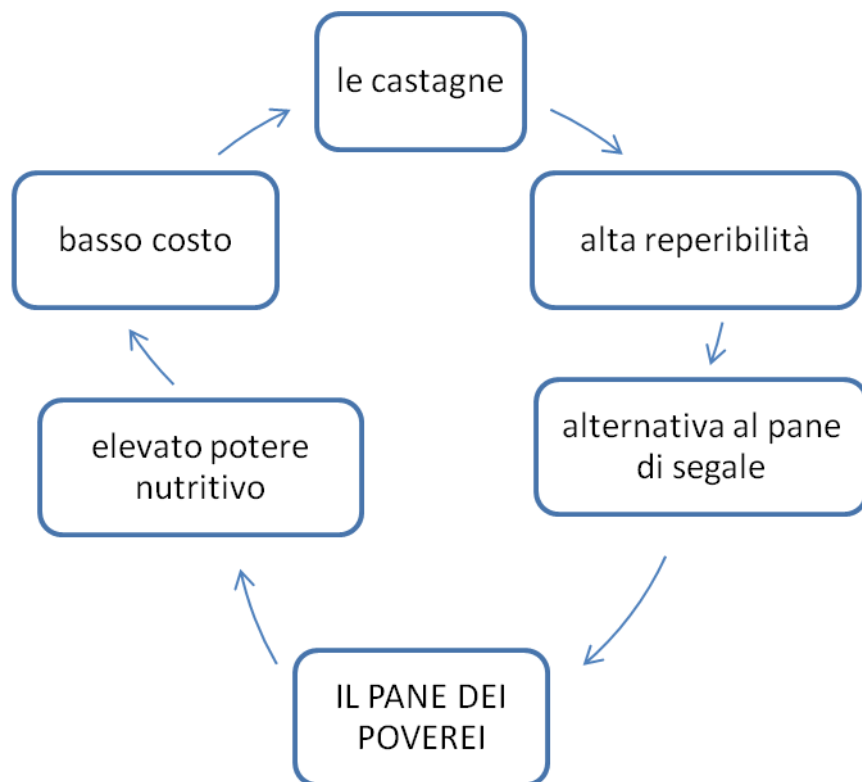 le castagne
alta reperibilità
alternativa al pane
di segale
IL PANE DEI
POVEREI
elevato potere
nutritivo
basso costo